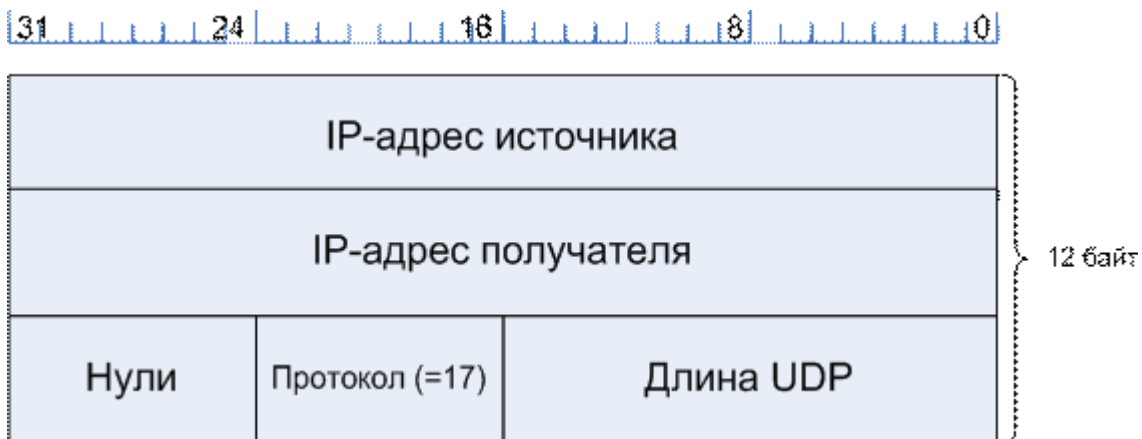 31 24 16 8 0
IP-адрес источника
IP-адрес получателя
12 байт
Нули Протокол (=17) Длина UDP